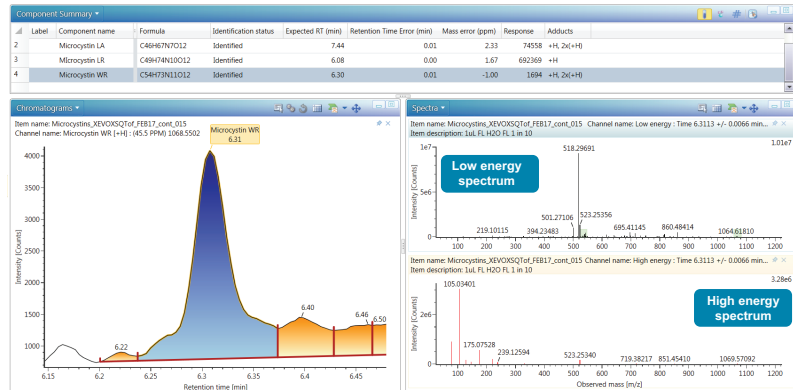 Component Summary
Label Component name Formula Identification status Expected RT (min) Retention Time Error (min) Mass error (ppm) Response Adducts
2 Microcystin LA C46H67N7O12 Identified 7.44 0.01 2.33 74558 +H, 2x(+H)
3 MIcrocystin LR C49H74N10O12 Identified 6.08 0.00 1.67 692369 +H
4 Microcystin WR C54H73N11O12 Identified 6.30 0.01 -1.00 1694 +H, 2x(+H)
Chromatograms
Item name: Microcystins_XEVOXSQTof_FEB17_cont_015
Channel name: Microcystin WR [+H] : (45.5 PPM) 1068.5502
Microcystin WR
6.31
4000
3500
3000
2500
2000
1500
1000
Intensity [Counts]
6.22
6.40
6.46
6.50
6.15 6.2 6.25 6.3 6.35 6.4 6.45
Retention time [min]
Spectra
Item name: Microcystins_XEVOXSQTof_FEB17_cont_015 Channel name: Low energy : Time 6.3113 +/- 0.0066 min...
Item description: 1uL FL H2O FL 1 in 10
1.01e7
1e7
5e6
0
Intensity [Counts]
Low energy
spectrum
518.29691
501.27106
523.25356
219.10115
394.23483
695.41145
860.48414
1064.61810
100 200 300 400 500 600 700 800 900 1000 1100 1200
Item name: Microcystins_XEVOXSQTof_FEB17_cont_015 Channel name: High energy : Time 6.3113 +/- 0.0066 min...
Item description: 1uL FL H2O FL 1 in 10
3.28e6
2e6
0
Intensity [Counts]
High energy
spectrum
105.03401
175.07528
239.12594
523.25340
719.38217
851.45410
1069.57092
100 200 300 400 500 600 700 800 900 1000 1100 1200
Observed mass [m/z]